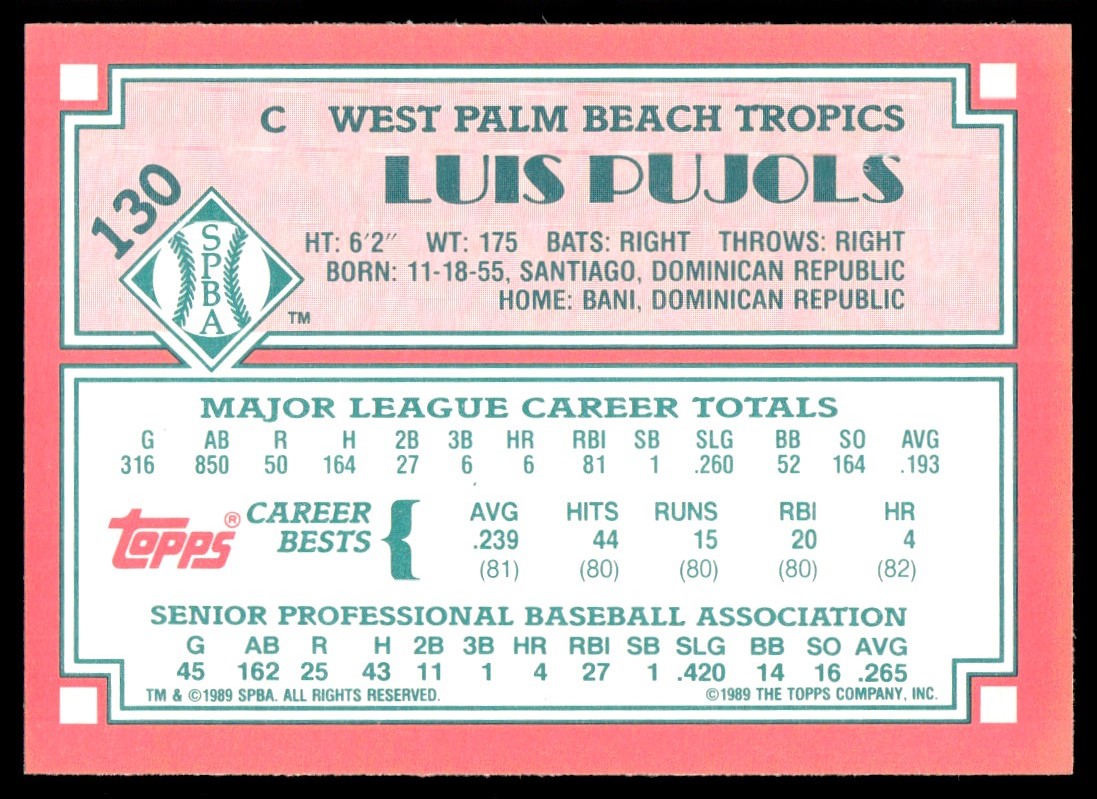 C WEST PALM BEACH TROPICS
LUIS PUJOLS
130
SPBA
TM
HT: 6'2" WT: 175 BATS: RIGHT THROWS: RIGHT
BORN: 11-18-55, SANTIAGO, DOMINICAN REPUBLIC
HOME: BANI, DOMINICAN REPUBLIC
MAJOR LEAGUE CAREER TOTALS
G AB R H 2B 3B HR RBI SB SLG BB SO AVG
316 850 50 164 27 6 6 81 1 .260 52 164 .193
topps® CAREER BESTS
AVG HITS RUNS RBI HR
.239 44 15 20 4
(81) (80) (80) (80) (82)
SENIOR PROFESSIONAL BASEBALL ASSOCIATION
G AB R H 2B 3B HR RBI SB SLG BB SO AVG
45 162 25 43 11 1 4 27 1 .420 14 16 .265
TM & ©1989 SPBA. ALL RIGHTS RESERVED. ©1989 THE TOPPS COMPANY, INC.